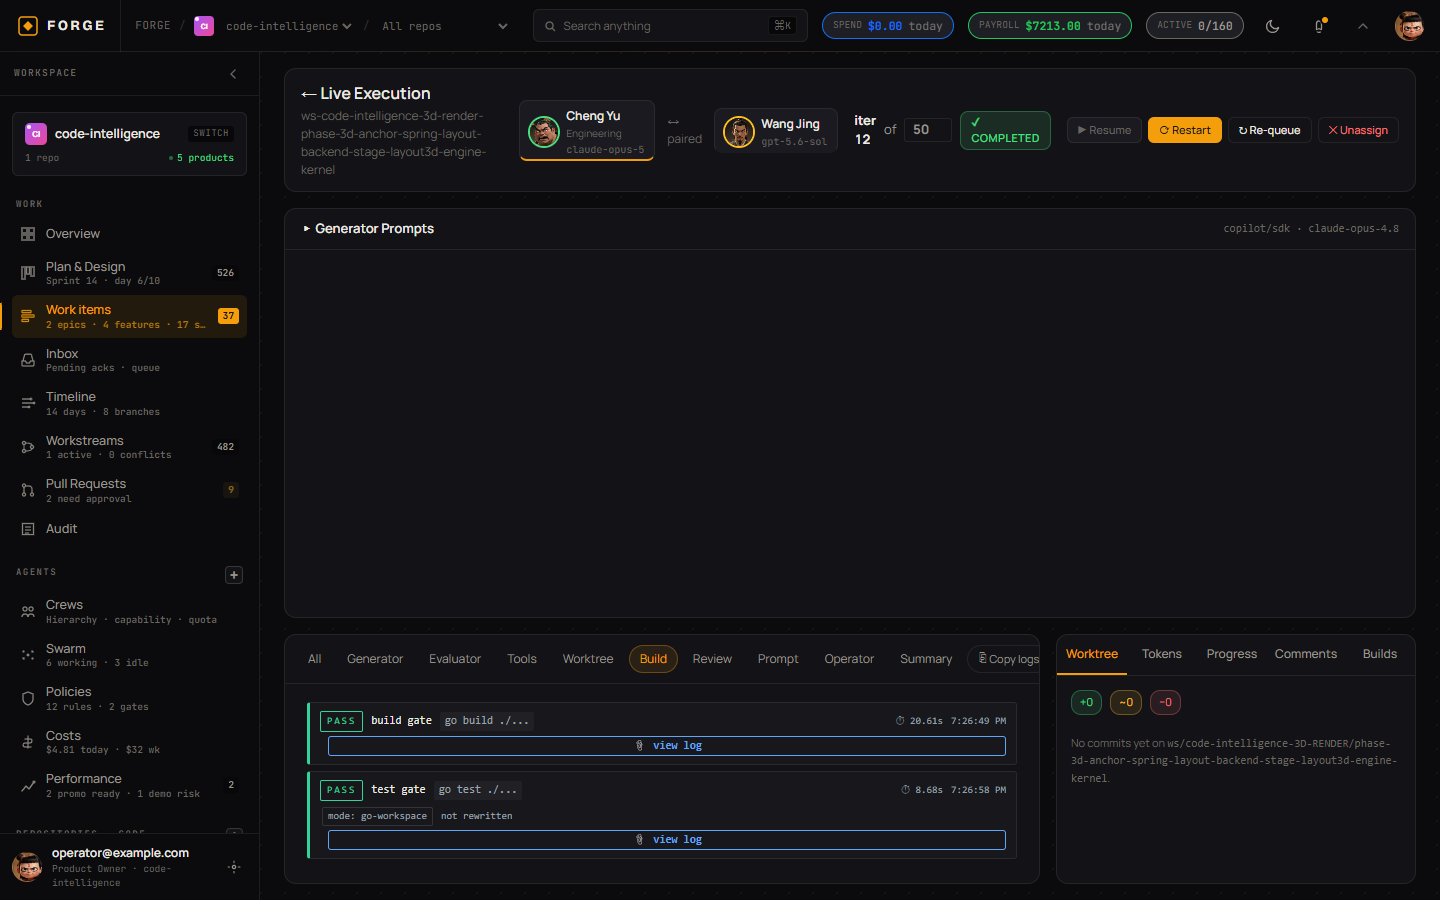 FORGE
FORGE / CI code-intelligence / All repos
Search anything ⌘K
SPEND $0.00 today
PAYROLL $7213.00 today
ACTIVE 0/160
WORKSPACE
CI code-intelligence SWITCH
1 repo 5 products
WORK
Overview
Plan & Design 526
Sprint 14 · day 6/10
Work items 37
2 epics · 4 features · 17 s…
Inbox
Pending acks · queue
Timeline
14 days · 8 branches
Workstreams 482
1 active · 0 conflicts
Pull Requests 9
2 need approval
Audit
AGENTS +
Crews
Hierarchy · capability · quota
Swarm
6 working · 3 idle
Policies
12 rules · 2 gates
Costs
$4.81 today · $32 wk
Performance 2
2 promo ready · 1 demo risk
operator@example.com
Product Owner · code-
intelligence
← Live Execution
ws-code-intelligence-3d-render-
phase-3d-anchor-spring-layout-
backend-stage-layout3d-engine-
kernel
Cheng Yu
Engineering
claude-opus-5
↔
paired
Wang Jing
gpt-5.6-sol
iter
12
of 50
✓
COMPLETED
▶ Resume
⟳ Restart
↻ Re-queue
✕ Unassign
▸ Generator Prompts copilot/sdk · claude-opus-4.8
All Generator Evaluator Tools Worktree Build Review Prompt Operator Summary Copy logs
PASS build gate go build ./... ⏱ 20.61s 7:26:49 PM
view log
PASS test gate go test ./... ⏱ 8.68s 7:26:58 PM
mode: go-workspace not rewritten
view log
Worktree Tokens Progress Comments Builds
+0 ~0 -0
No commits yet on ws/code-intelligence-3D-RENDER/phase-
3d-anchor-spring-layout-backend-stage-layout3d-engine-
kernel.